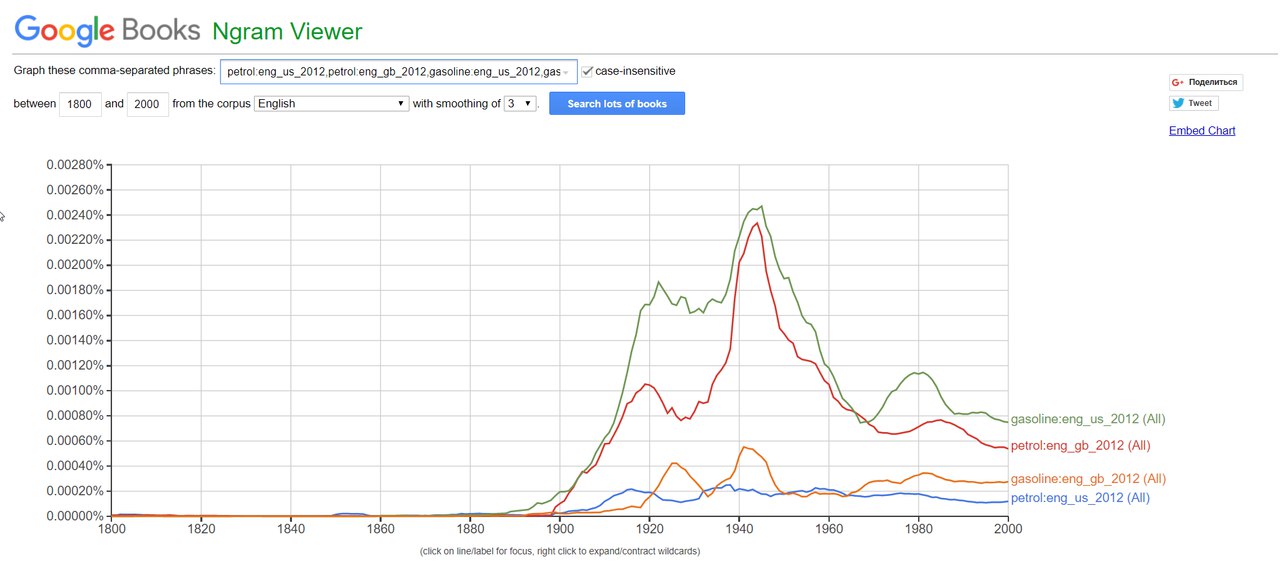 Google Books Ngram Viewer
Graph these comma-separated phrases: petrol:eng_us_2012,petrol:eng_gb_2012,gasoline:eng_us_2012,gas case-insensitive
between 1800 and 2000 from the corpus English with smoothing of 3 .
Search lots of books
G+ Поделиться
Tweet
Embed Chart
0.00280%
0.00260%
0.00240%
0.00220%
0.00200%
0.00180%
0.00160%
0.00140%
0.00120%
0.00100%
0.00080%
0.00060%
0.00040%
0.00020%
0.00000%
gasoline:eng_us_2012 (All)
petrol:eng_gb_2012 (All)
gasoline:eng_gb_2012 (All)
petrol:eng_us_2012 (All)
1800 1820 1840 1860 1880 1900 1920 1940 1960 1980 2000
(click on line/label for focus, right click to expand/contract wildcards)